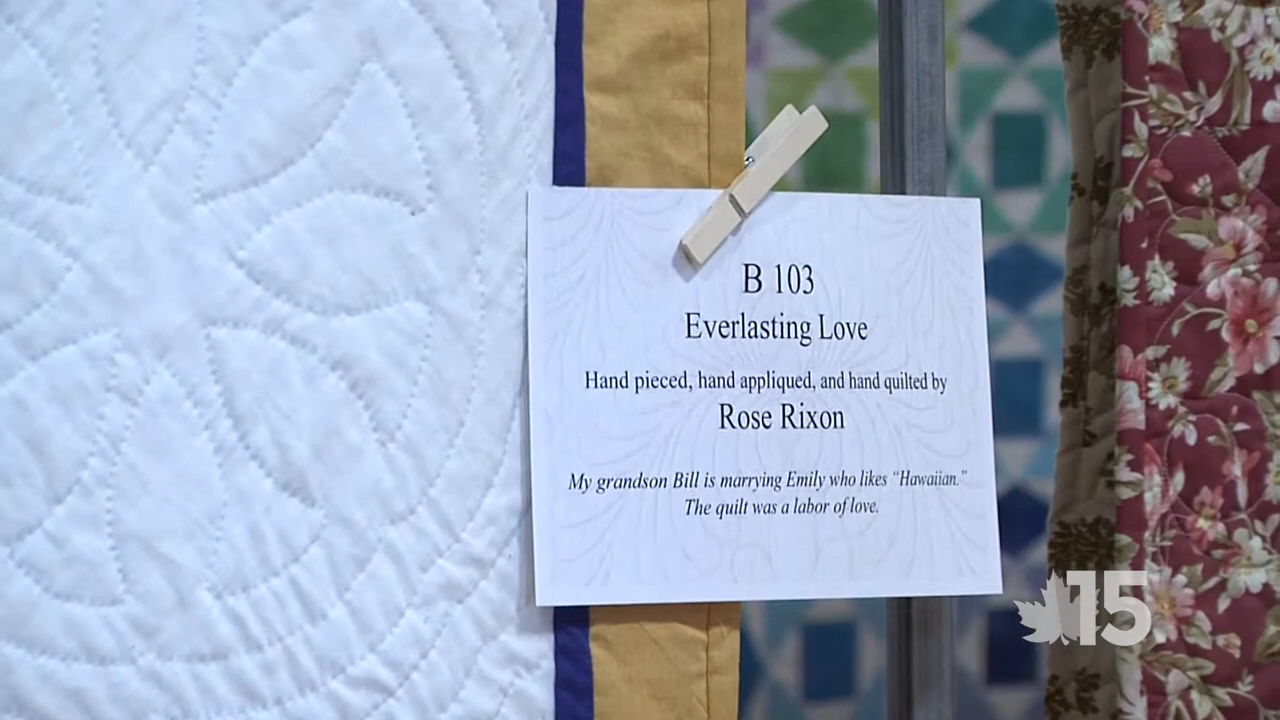 B 103
Everlasting Love
Hand pieced, hand appliqued, and hand quilted by
Rose Rixon
My grandson Bill is marrying Emily who likes “Hawaiian.”
The quilt was a labor of love.
15